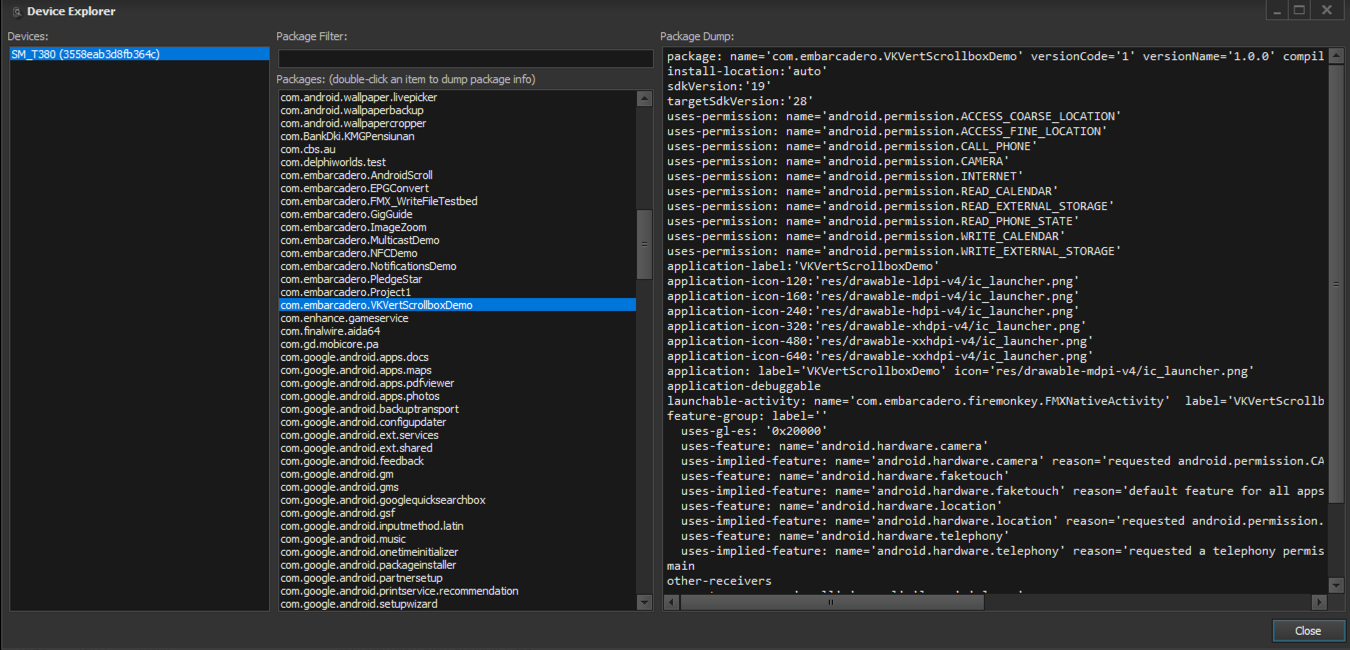 Device Explorer
Devices:
SM_T380 (3558eab3d8fb364c)
Package Filter:
Packages: (double-click an item to dump package info)
com.android.wallpaper.livepicker
com.android.wallpaperbackup
com.android.wallpapercropper
com.BankDki.KMGPensiunan
com.cbs.au
com.delphiworlds.test
com.embarcadero.AndroidScroll
com.embarcadero.EPGConvert
com.embarcadero.FMX_WriteFileTestbed
com.embarcadero.GigGuide
com.embarcadero.ImageZoom
com.embarcadero.MulticastDemo
com.embarcadero.NFCDemo
com.embarcadero.NotificationsDemo
com.embarcadero.PledgeStar
com.embarcadero.Project1
com.embarcadero.VKVertScrollboxDemo
com.enhance.gameservice
com.finalwire.aida64
com.gd.mobicore.pa
com.google.android.apps.docs
com.google.android.apps.maps
com.google.android.apps.pdfviewer
com.google.android.apps.photos
com.google.android.backuptransport
com.google.android.configupdater
com.google.android.ext.services
com.google.android.ext.shared
com.google.android.feedback
com.google.android.gm
com.google.android.gms
com.google.android.googlequicksearchbox
com.google.android.gsf
com.google.android.inputmethod.latin
com.google.android.music
com.google.android.onetimeinitializer
com.google.android.packageinstaller
com.google.android.partnersetup
com.google.android.printservice.recommendation
com.google.android.setupwizard
Package Dump:
package: name='com.embarcadero.VKVertScrollboxDemo' versionCode='1' versionName='1.0.0' compil
install-location:'auto'
sdkVersion:'19'
targetSdkVersion:'28'
uses-permission: name='android.permission.ACCESS_COARSE_LOCATION'
uses-permission: name='android.permission.ACCESS_FINE_LOCATION'
uses-permission: name='android.permission.CALL_PHONE'
uses-permission: name='android.permission.CAMERA'
uses-permission: name='android.permission.INTERNET'
uses-permission: name='android.permission.READ_CALENDAR'
uses-permission: name='android.permission.READ_EXTERNAL_STORAGE'
uses-permission: name='android.permission.READ_PHONE_STATE'
uses-permission: name='android.permission.WRITE_CALENDAR'
uses-permission: name='android.permission.WRITE_EXTERNAL_STORAGE'
application-label:'VKVertScrollboxDemo'
application-icon-120:'res/drawable-ldpi-v4/ic_launcher.png'
application-icon-160:'res/drawable-mdpi-v4/ic_launcher.png'
application-icon-240:'res/drawable-hdpi-v4/ic_launcher.png'
application-icon-320:'res/drawable-xhdpi-v4/ic_launcher.png'
application-icon-480:'res/drawable-xxhdpi-v4/ic_launcher.png'
application-icon-640:'res/drawable-xxhdpi-v4/ic_launcher.png'
application: label='VKVertScrollboxDemo' icon='res/drawable-mdpi-v4/ic_launcher.png'
application-debuggable
launchable-activity: name='com.embarcadero.firemonkey.FMXNativeActivity'  label='VKVertScrollb
feature-group: label=''
  uses-gl-es: '0x20000'
  uses-feature: name='android.hardware.camera'
  uses-implied-feature: name='android.hardware.camera' reason='requested android.permission.CA
  uses-feature: name='android.hardware.faketouch'
  uses-implied-feature: name='android.hardware.faketouch' reason='default feature for all apps
  uses-feature: name='android.hardware.location'
  uses-implied-feature: name='android.hardware.location' reason='requested android.permission.
  uses-feature: name='android.hardware.telephony'
  uses-implied-feature: name='android.hardware.telephony' reason='requested a telephony permis
main
other-receivers
Close